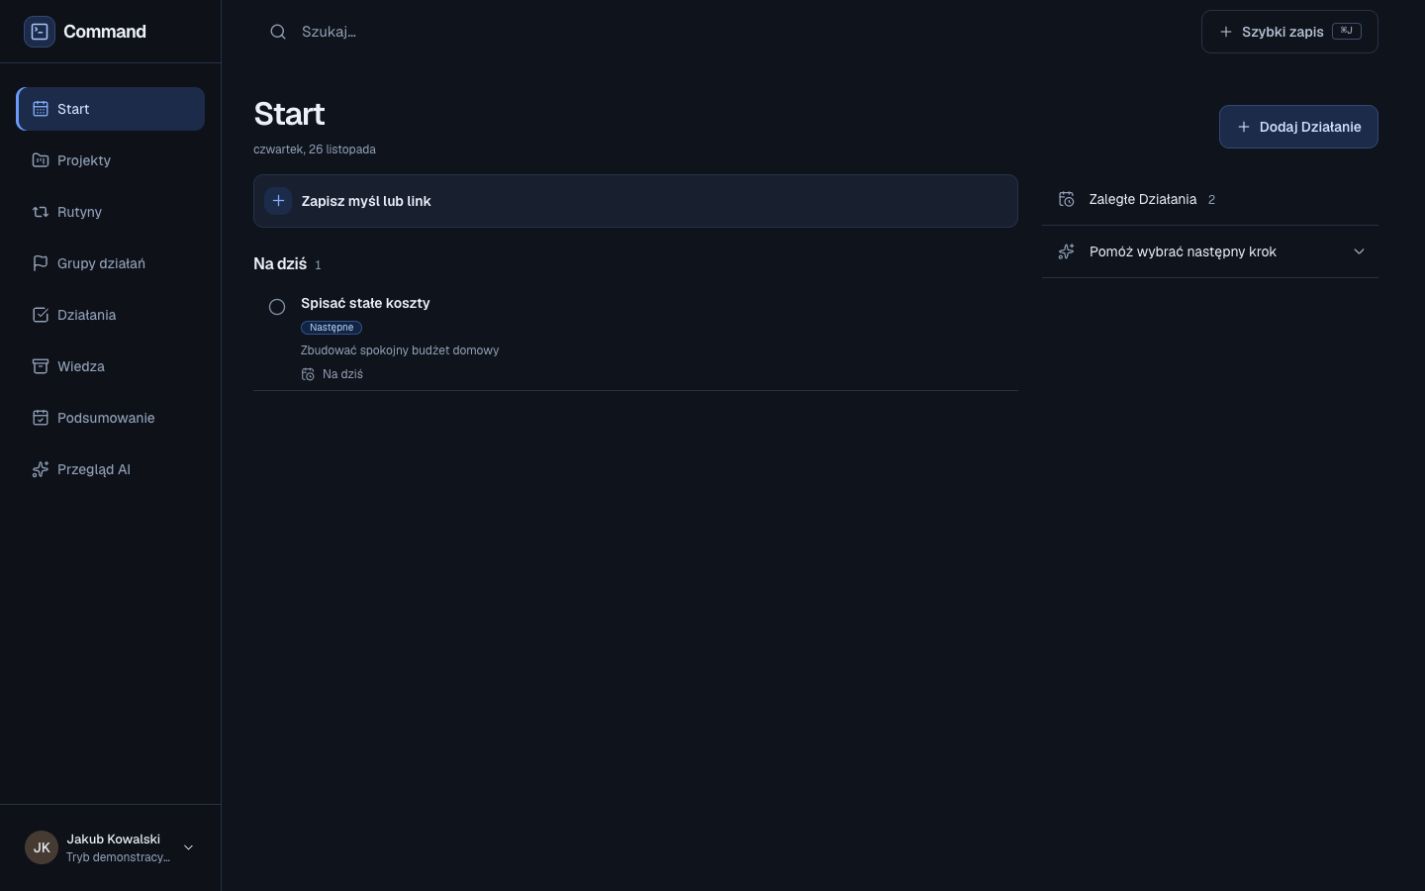 Command
Szukaj...
Szybki zapis ⌘J
Start
Projekty
Rutyny
Grupy działań
Działania
Wiedza
Podsumowanie
Przegląd AI
Start
czwartek, 26 listopada
Dodaj Działanie
Zapisz myśl lub link
Na dziś 1
Spisać stałe koszty
Następne
Zbudować spokojny budżet domowy
Na dziś
Zaległe Działania 2
Pomóż wybrać następny krok
JK
Jakub Kowalski
Tryb demonstracy...